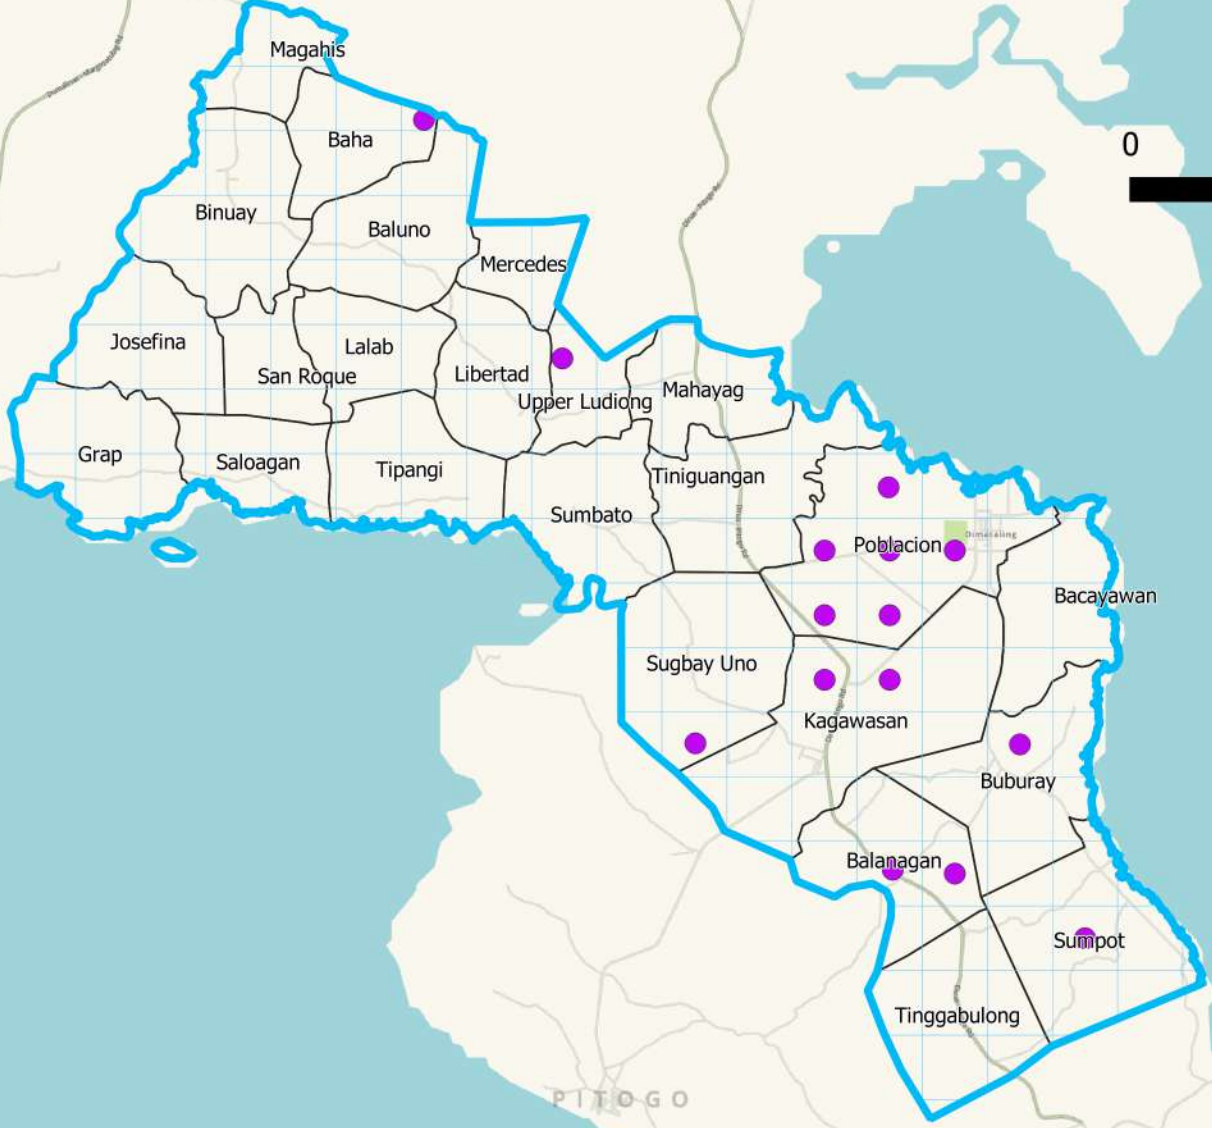 Magahis
Baha
0
Binuay
Baluno
Mercedes
Josefina
Lalab
San Roque
Libertad
Upper Ludiong
Mahayag
Grap
Saloagan
Tipangi
Tiniguangan
Sumbato
Poblacion
Dimataling
Bacayawan
Sugbay Uno
Kagawasan
Buburay
Balanagan
Sumpot
Tinggabulong
PITOGO